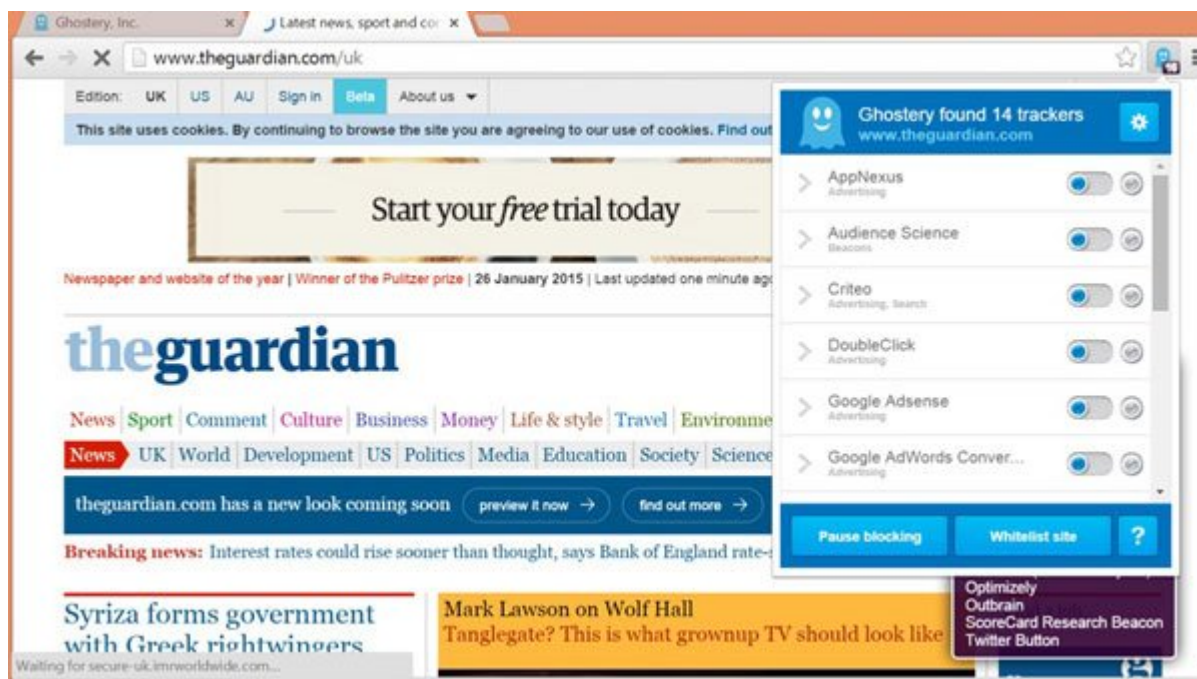 Ghostery, Inc.
Latest news, sport and co
www.theguardian.com/uk
Edition: UK US AU Sign in Beta About us
This site uses cookies. By continuing to browse the site you are agreeing to our use of cookies. Find out
Start your free trial today
Newspaper and website of the year | Winner of the Pulitzer prize | 26 January 2015 | Last updated one minute ago
theguardian
News Sport Comment Culture Business Money Life & style Travel Environme
News UK World Development US Politics Media Education Society Science
theguardian.com has a new look coming soon preview it now → find out more →
Breaking news: Interest rates could rise sooner than thought, says Bank of England rate-
Syriza forms government
with Greek rightwingers
Mark Lawson on Wolf Hall
Tanglegate? This is what grownup TV should look like
Waiting for secure-uk.imrworldwide.com...
Ghostery found 14 trackers
www.theguardian.com
AppNexus
Advertising
Audience Science
Beacons
Criteo
Advertising, Search
DoubleClick
Advertising
Google Adsense
Advertising
Google AdWords Conver...
Advertising
Pause blocking Whitelist site ?
Optimizely
Outbrain
ScoreCard Research Beacon
Twitter Button